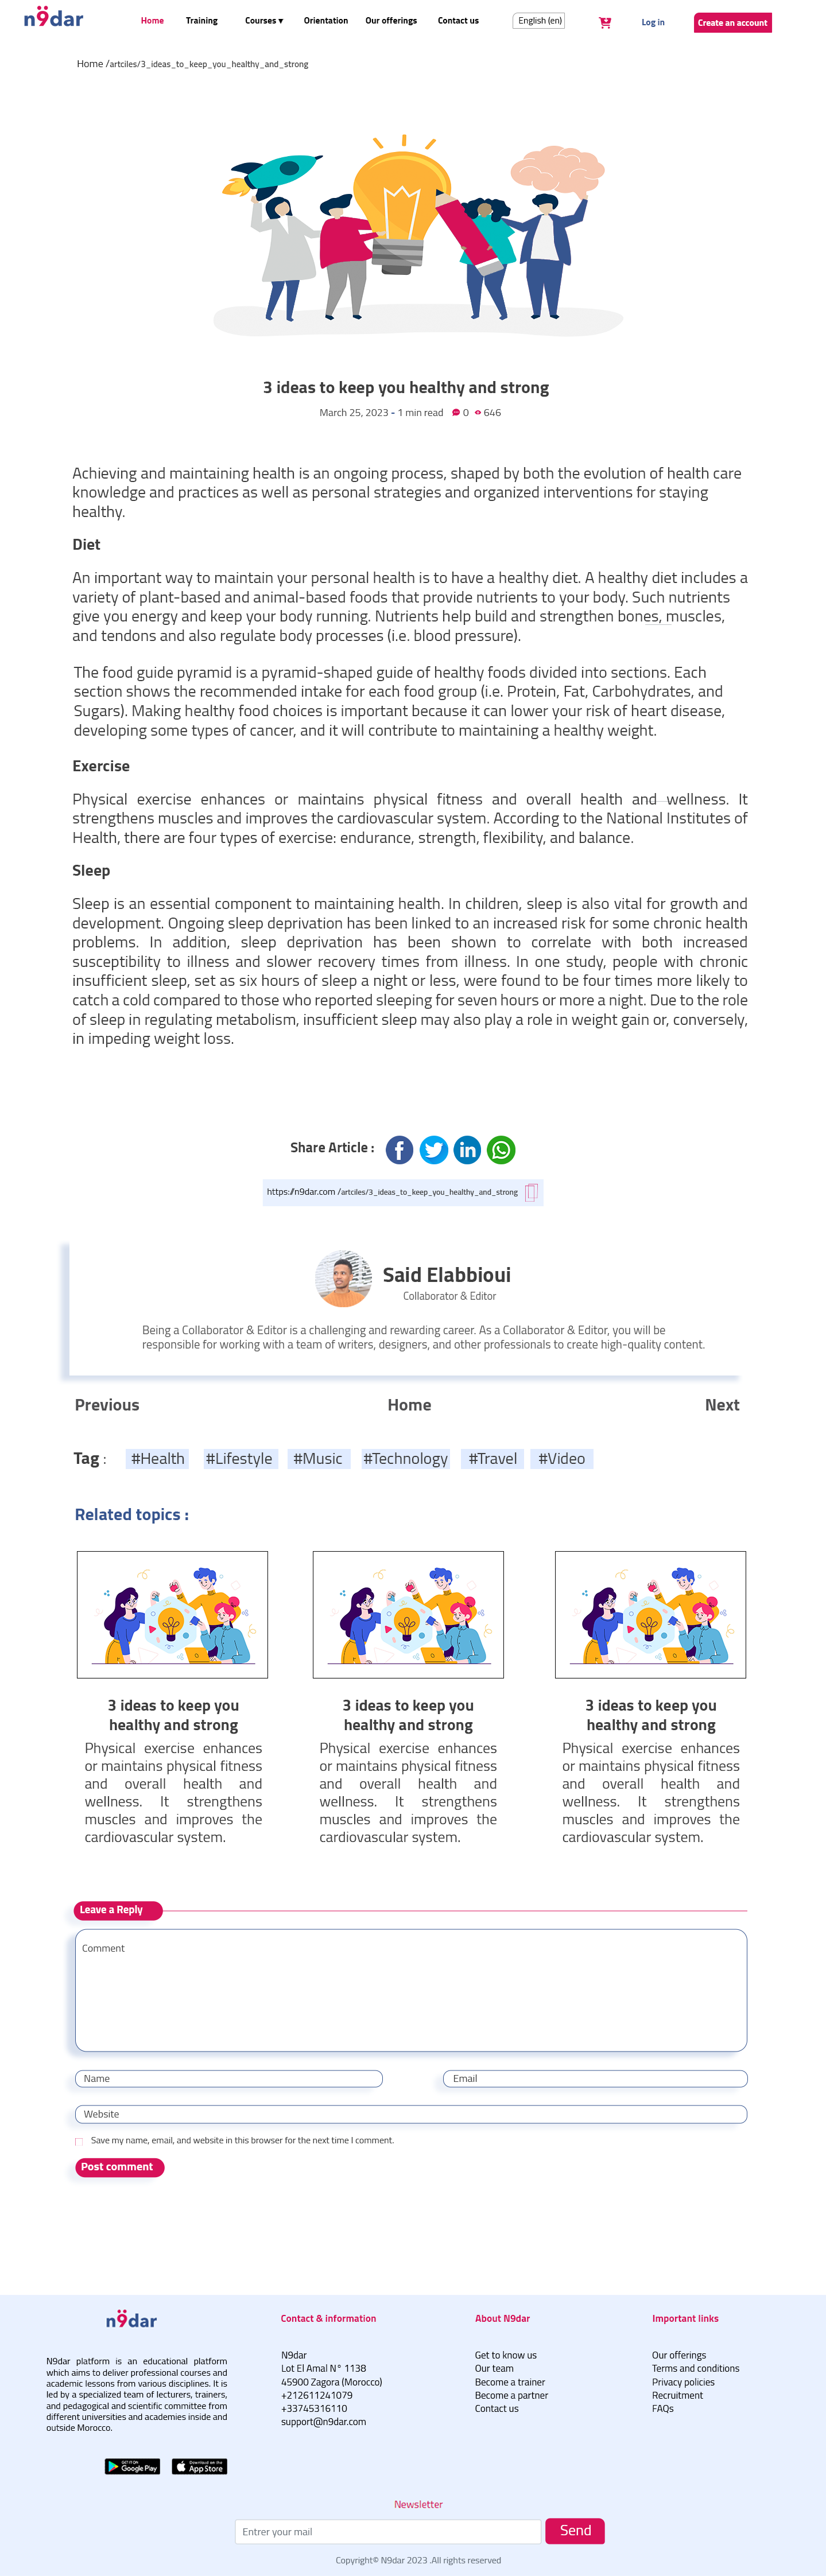 n9dar
Home Training Courses ▾ Orientation Our offerings Contact us English (en) Log in Create an account
Home /artciles/3_ideas_to_keep_you_healthy_and_strong
3 ideas to keep you healthy and strong
March 25, 2023 - 1 min read 0 646
Achieving and maintaining health is an ongoing process, shaped by both the evolution of health care
knowledge and practices as well as personal strategies and organized interventions for staying
healthy.
Diet
An important way to maintain your personal health is to have a healthy diet. A healthy diet includes a
variety of plant-based and animal-based foods that provide nutrients to your body. Such nutrients
give you energy and keep your body running. Nutrients help build and strengthen bones, muscles,
and tendons and also regulate body processes (i.e. blood pressure).
The food guide pyramid is a pyramid-shaped guide of healthy foods divided into sections. Each
section shows the recommended intake for each food group (i.e. Protein, Fat, Carbohydrates, and
Sugars). Making healthy food choices is important because it can lower your risk of heart disease,
developing some types of cancer, and it will contribute to maintaining a healthy weight.
Exercise
Physical exercise enhances or maintains physical fitness and overall health and wellness. It
strengthens muscles and improves the cardiovascular system. According to the National Institutes of
Health, there are four types of exercise: endurance, strength, flexibility, and balance.
Sleep
Sleep is an essential component to maintaining health. In children, sleep is also vital for growth and
development. Ongoing sleep deprivation has been linked to an increased risk for some chronic health
problems. In addition, sleep deprivation has been shown to correlate with both increased
susceptibility to illness and slower recovery times from illness. In one study, people with chronic
insufficient sleep, set as six hours of sleep a night or less, were found to be four times more likely to
catch a cold compared to those who reported sleeping for seven hours or more a night. Due to the role
of sleep in regulating metabolism, insufficient sleep may also play a role in weight gain or, conversely,
in impeding weight loss.
Share Article :
https://n9dar.com /artciles/3_ideas_to_keep_you_healthy_and_strong
Said Elabbioui
Collaborator & Editor
Being a Collaborator & Editor is a challenging and rewarding career. As a Collaborator & Editor, you will be
responsible for working with a team of writers, designers, and other professionals to create high-quality content.
Previous Home Next
Tag : #Health #Lifestyle #Music #Technology #Travel #Video
Related topics :
3 ideas to keep you
healthy and strong
Physical exercise enhances
or maintains physical fitness
and overall health and
wellness. It strengthens
muscles and improves the
cardiovascular system.
3 ideas to keep you
healthy and strong
Physical exercise enhances
or maintains physical fitness
and overall health and
wellness. It strengthens
muscles and improves the
cardiovascular system.
3 ideas to keep you
healthy and strong
Physical exercise enhances
or maintains physical fitness
and overall health and
wellness. It strengthens
muscles and improves the
cardiovascular system.
Leave a Reply
Comment
Name Email
Website
Save my name, email, and website in this browser for the next time I comment.
Post comment
n9dar
N9dar platform is an educational platform
which aims to deliver professional courses and
academic lessons from various disciplines. It is
led by a specialized team of lecturers, trainers,
and pedagogical and scientific committee from
different universities and academies inside and
outside Morocco.
GET IT ON
Google Play
Download on the
App Store
Contact & information
N9dar
Lot El Amal N° 1138
45900 Zagora (Morocco)
+212611241079
+33745316110
support@n9dar.com
About N9dar
Get to know us
Our team
Become a trainer
Become a partner
Contact us
Important links
Our offerings
Terms and conditions
Privacy policies
Recruitment
FAQs
Newsletter
Entrer your mail Send
Copyright© N9dar 2023 .All rights reserved